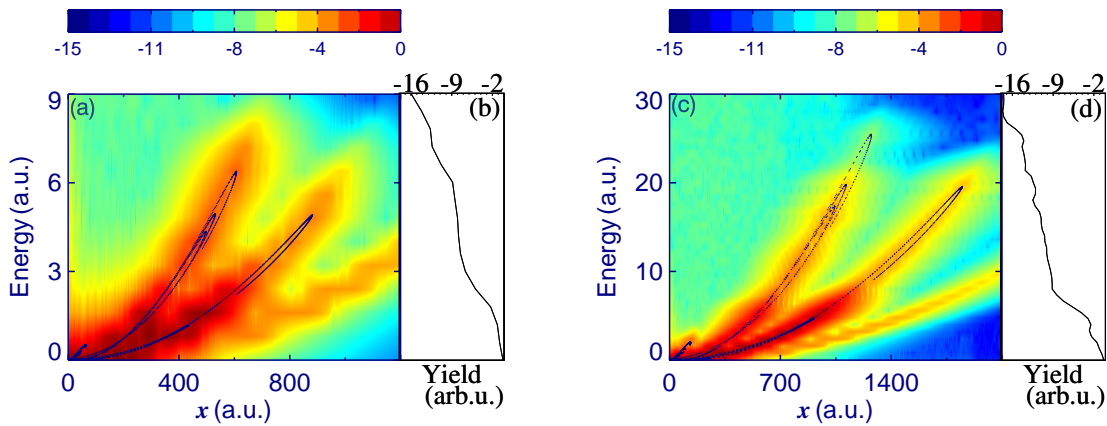 -15 -11 -8 -4 0
-15 -11 -8 -4 0
-16 -9 -2
-16 -9 -2
9 (a) (b)
30 (c) (d)
6
3
0
20
10
0
Energy (a.u.)
Energy (a.u.)
0 400 800
0 700 1400
x (a.u.)
x (a.u.)
Yield
(arb.u.)
Yield
(arb.u.)